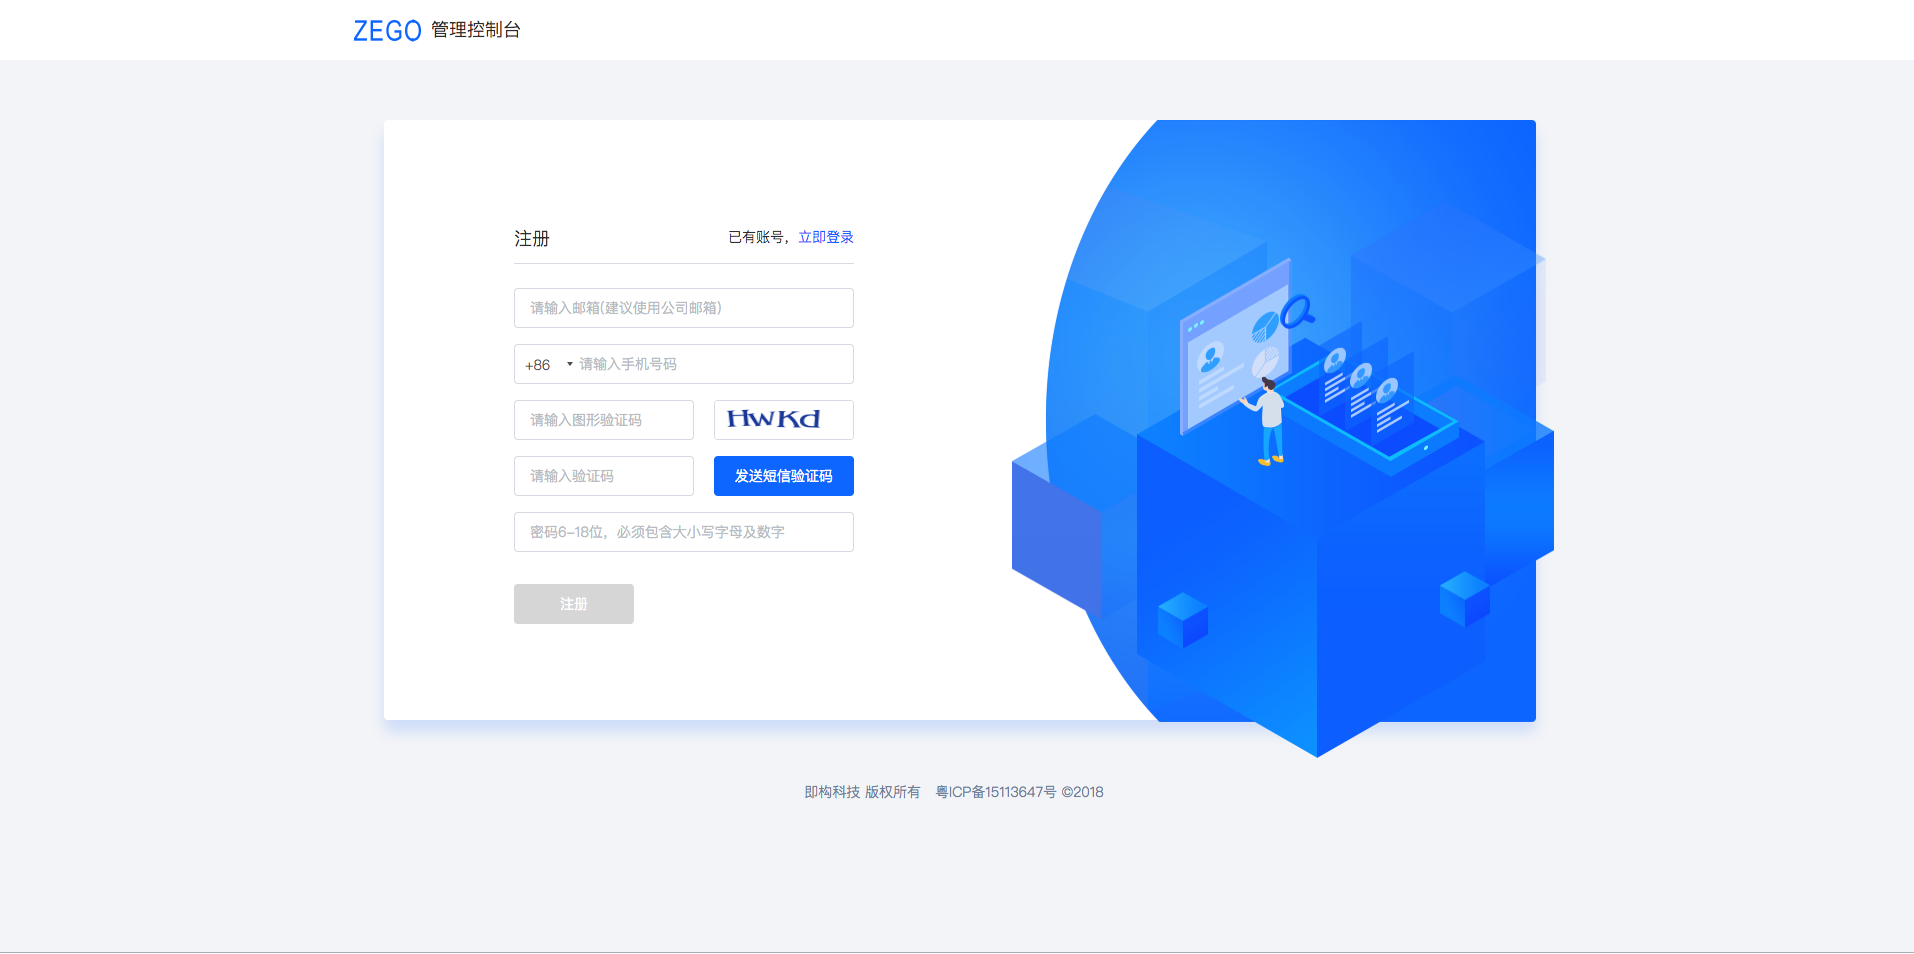 ZEGO 管理控制台
注册 已有账号，立即登录
请输入邮箱(建议使用公司邮箱)
+86 请输入手机号码
请输入图形验证码 HwKd
请输入验证码 发送短信验证码
密码6-18位，必须包含大小写字母及数字
注册
即构科技 版权所有 粤ICP备15113647号 ©2018